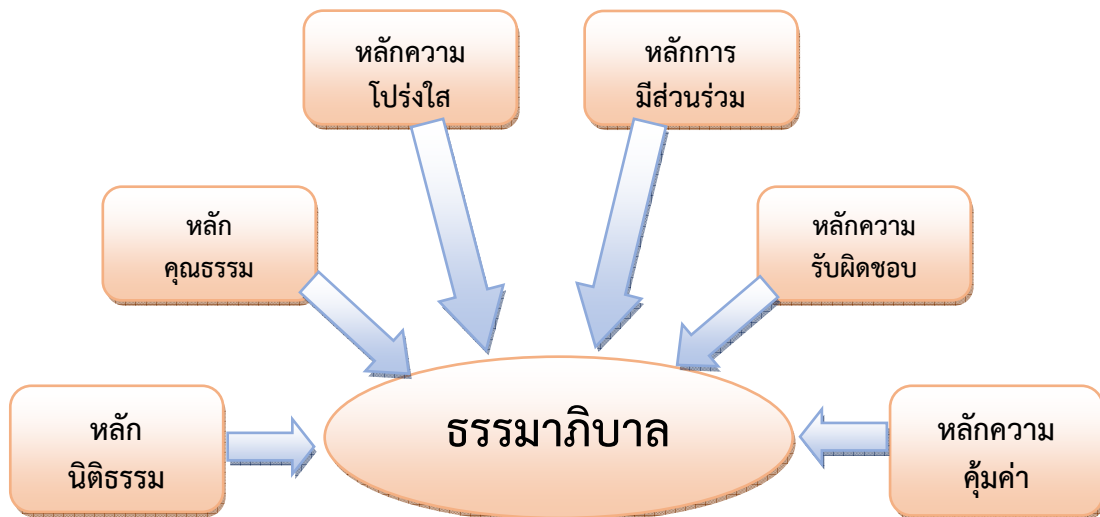 หลักความ
โปร่งใส
หลักการ
มีส่วนร่วม
หลัก
คุณธรรม
หลักความ
รับผิดชอบ
หลัก
นิติธรรม
ธรรมาภิบาล
หลักความ
คุ้มค่า